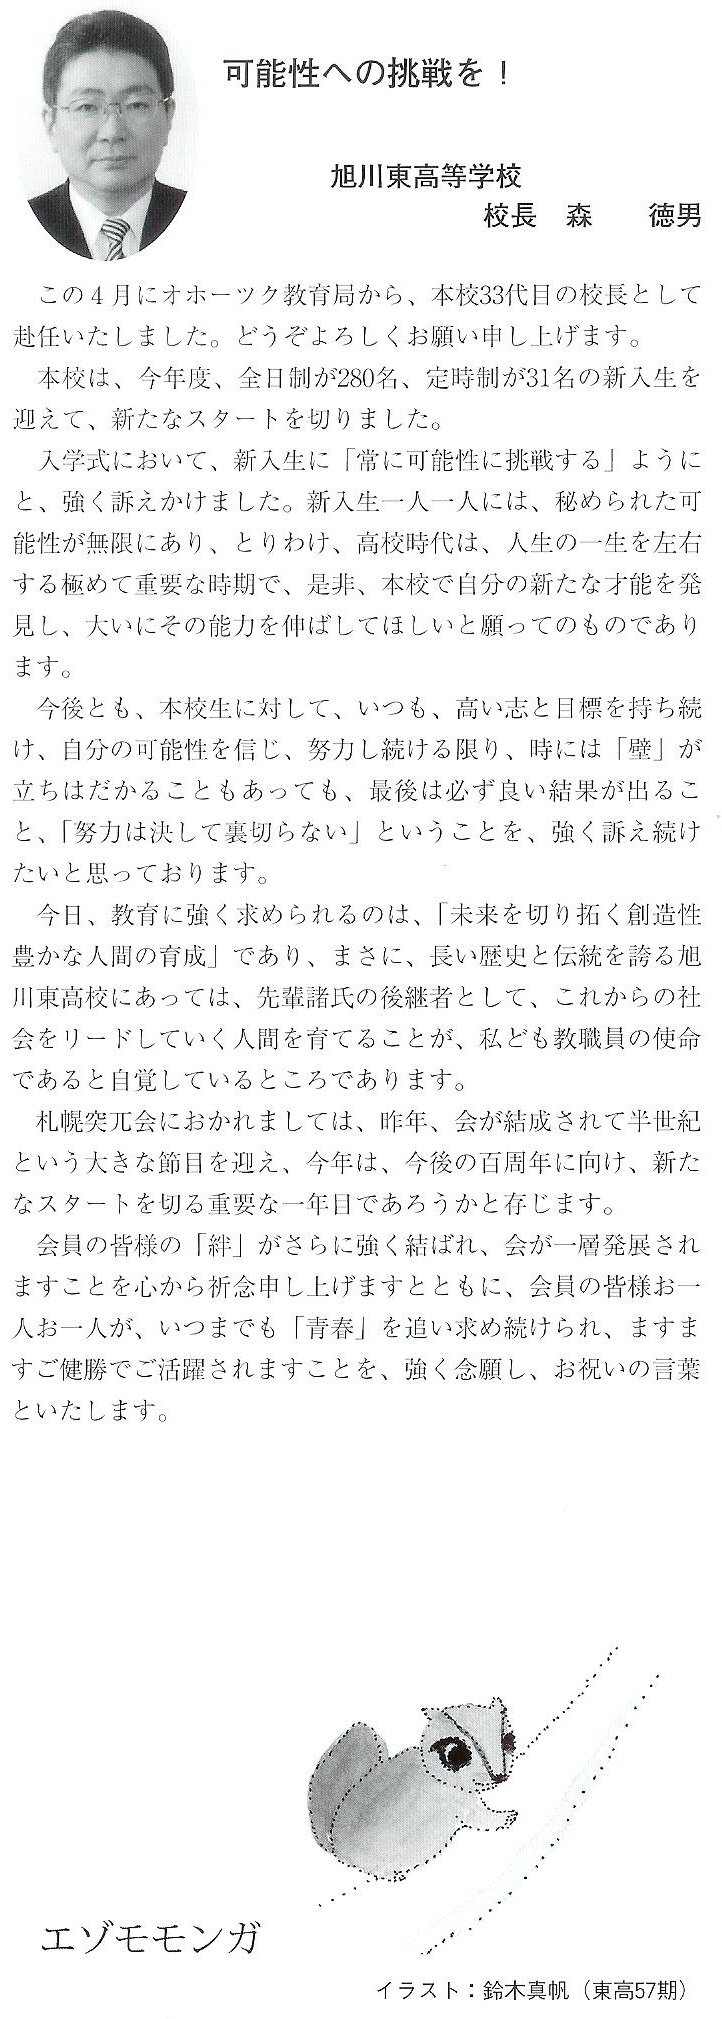 可能性への挑戦を！
旭川東高等学校
校長　森　　徳男
　この４月にオホーツク教育局から、本校33代目の校長として
赴任いたしました。どうぞよろしくお願い申し上げます。
　本校は、今年度、全日制が280名、定時制が31名の新入生を
迎えて、新たなスタートを切りました。
　入学式において、新入生に「常に可能性に挑戦する」ように
と、強く訴えかけました。新入生一人一人には、秘められた可
能性が無限にあり、とりわけ、高校時代は、人生の一生を左右
する極めて重要な時期で、是非、本校で自分の新たな才能を発
見し、大いにその能力を伸ばしてほしいと願ってのものであり
ます。
　今後とも、本校生に対して、いつも、高い志と目標を持ち続
け、自分の可能性を信じ、努力し続ける限り、時には「壁」が
立ちはだかることもあっても、最後は必ず良い結果が出るこ
と、「努力は決して裏切らない」ということを、強く訴え続け
たいと思っております。
　今日、教育に強く求められるのは、「未来を切り拓く創造性
豊かな人間の育成」であり、まさに、長い歴史と伝統を誇る旭
川東高校にあっては、先輩諸氏の後継者として、これからの社
会をリードしていく人間を育てることが、私ども教職員の使命
であると自覚しているところであります。
　札幌突兀会におかれましては、昨年、会が結成されて半世紀
という大きな節目を迎え、今年は、今後の百周年に向け、新た
なスタートを切る重要な一年目であろうかと存じます。
　会員の皆様の「絆」がさらに強く結ばれ、会が一層発展され
ますことを心から祈念申し上げますとともに、会員の皆様お一
人お一人が、いつまでも「青春」を追い求め続けられ、ますま
すご健勝でご活躍されますことを、強く念願し、お祝いの言葉
といたします。
エゾモモンガ
イラスト：鈴木真帆（東高57期）